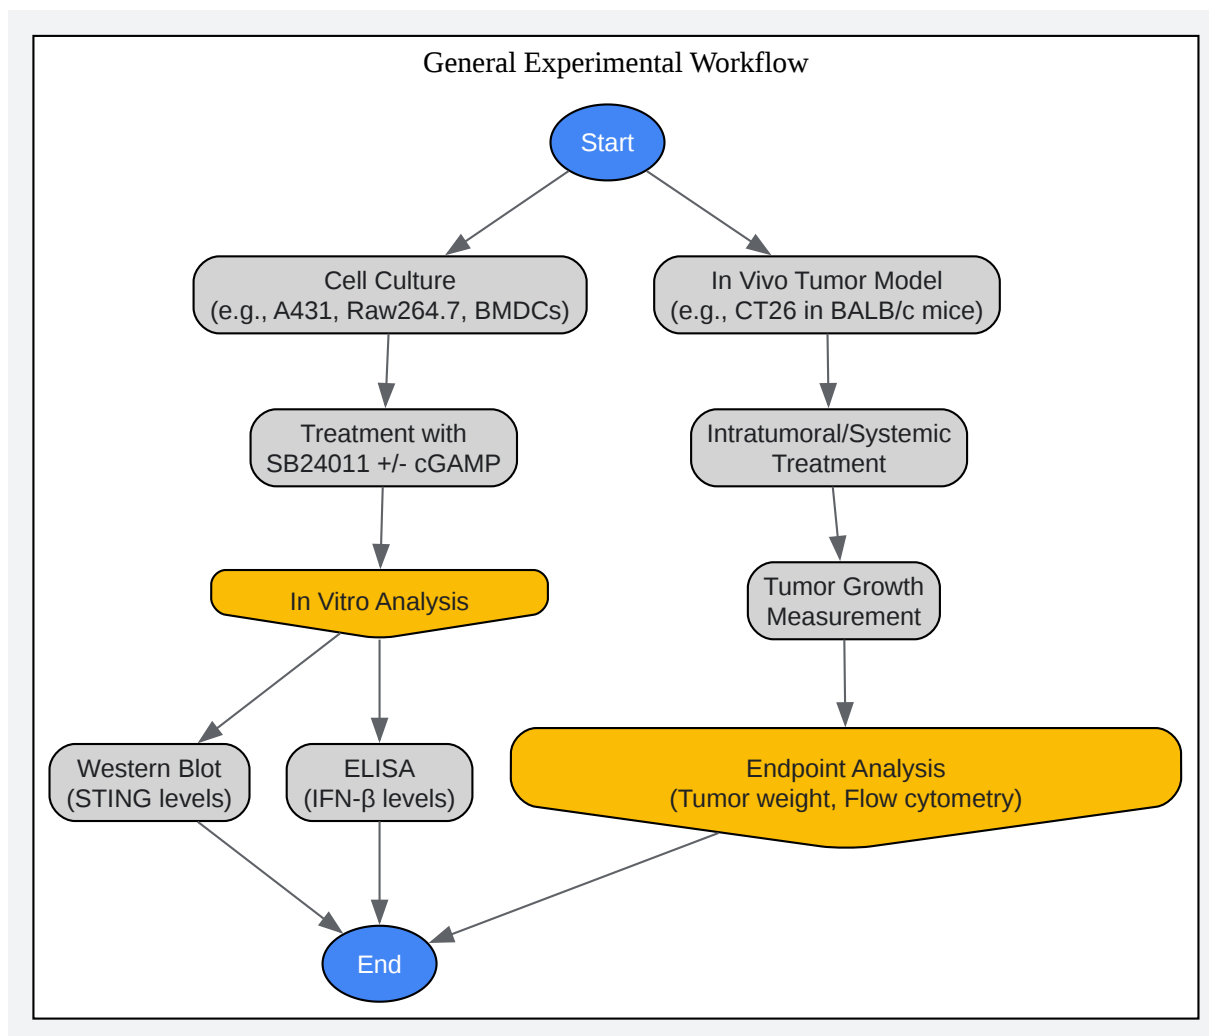 General Experimental Workflow
Start
Cell Culture
(e.g., A431, Raw264.7, BMDCs)
In Vivo Tumor Model
(e.g., CT26 in BALB/c mice)
Treatment with
SB24011 +/- cGAMP
Intratumoral/Systemic
Treatment
In Vitro Analysis
Tumor Growth
Measurement
Western Blot
(STING levels)
ELISA
(IFN-β levels)
Endpoint Analysis
(Tumor weight, Flow cytometry)
End